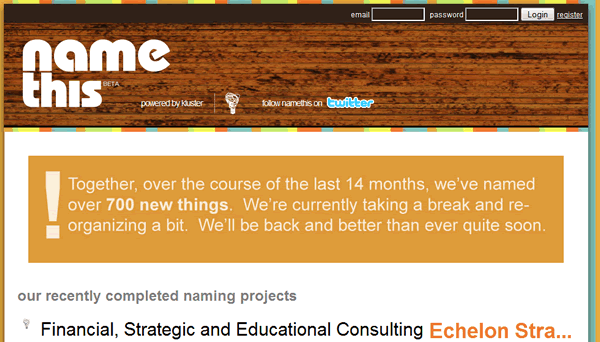 email password Login register
name
this BETA
powered by kluster follow namethis on twitter
! Together, over the course of the last 14 months, we've named
over 700 new things. We're currently taking a break and re-
organizing a bit. We'll be back and better than ever quite soon.
our recently completed naming projects
Financial, Strategic and Educational Consulting Echelon Stra...